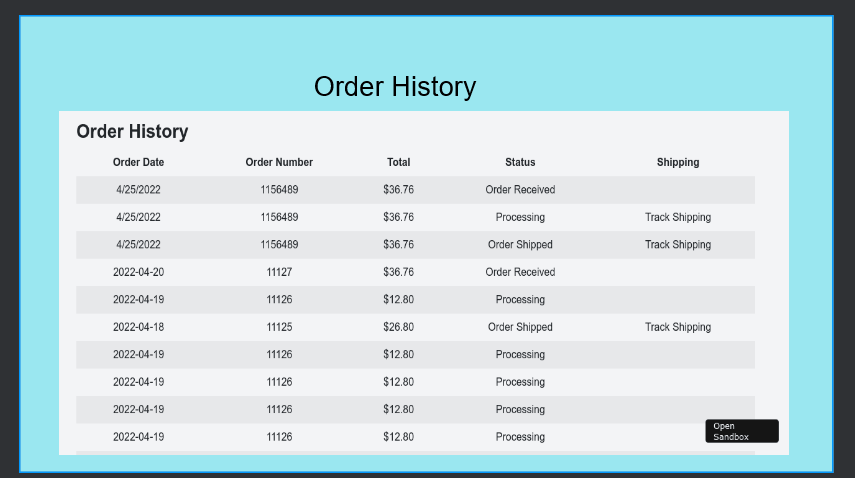 Order History
Order History
Order Date Order Number Total Status Shipping
4/25/2022 1156489 $36.76 Order Received
4/25/2022 1156489 $36.76 Processing Track Shipping
4/25/2022 1156489 $36.76 Order Shipped Track Shipping
2022-04-20 11127 $36.76 Order Received
2022-04-19 11126 $12.80 Processing
2022-04-18 11125 $26.80 Order Shipped Track Shipping
2022-04-19 11126 $12.80 Processing
2022-04-19 11126 $12.80 Processing
2022-04-19 11126 $12.80 Processing
2022-04-19 11126 $12.80 Processing
Open
Sandbox